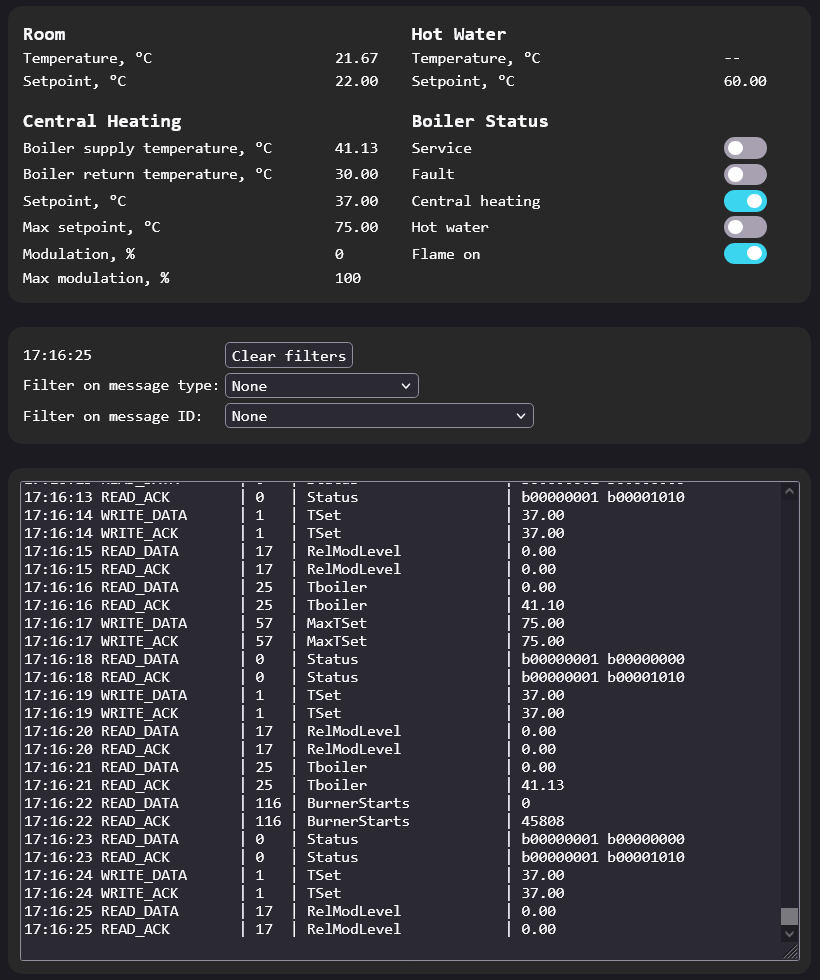 Room
Temperature, °C 21.67
Setpoint, °C 22.00
Hot Water
Temperature, °C --
Setpoint, °C 60.00
Central Heating
Boiler supply temperature, °C 41.13
Boiler return temperature, °C 30.00
Setpoint, °C 37.00
Max setpoint, °C 75.00
Modulation, % 0
Max modulation, % 100
Boiler Status
Service
Fault
Central heating
Hot water
Flame on
17:16:25 Clear filters
Filter on message type: None
Filter on message ID: None
17:16:13 READ_ACK | 0 | Status | b00000001 b00001010
17:16:14 WRITE_DATA | 1 | TSet | 37.00
17:16:14 WRITE_ACK | 1 | TSet | 37.00
17:16:15 READ_DATA | 17 | RelModLevel | 0.00
17:16:15 READ_ACK | 17 | RelModLevel | 0.00
17:16:16 READ_DATA | 25 | Tboiler | 0.00
17:16:16 READ_ACK | 25 | Tboiler | 41.10
17:16:17 WRITE_DATA | 57 | MaxTSet | 75.00
17:16:17 WRITE_ACK | 57 | MaxTSet | 75.00
17:16:18 READ_DATA | 0 | Status | b00000001 b00000000
17:16:18 READ_ACK | 0 | Status | b00000001 b00001010
17:16:19 WRITE_DATA | 1 | TSet | 37.00
17:16:19 WRITE_ACK | 1 | TSet | 37.00
17:16:20 READ_DATA | 17 | RelModLevel | 0.00
17:16:20 READ_ACK | 17 | RelModLevel | 0.00
17:16:21 READ_DATA | 25 | Tboiler | 0.00
17:16:21 READ_ACK | 25 | Tboiler | 41.13
17:16:22 READ_DATA | 116 | BurnerStarts | 0
17:16:22 READ_ACK | 116 | BurnerStarts | 45808
17:16:23 READ_DATA | 0 | Status | b00000001 b00000000
17:16:23 READ_ACK | 0 | Status | b00000001 b00001010
17:16:24 WRITE_DATA | 1 | TSet | 37.00
17:16:24 WRITE_ACK | 1 | TSet | 37.00
17:16:25 READ_DATA | 17 | RelModLevel | 0.00
17:16:25 READ_ACK | 17 | RelModLevel | 0.00